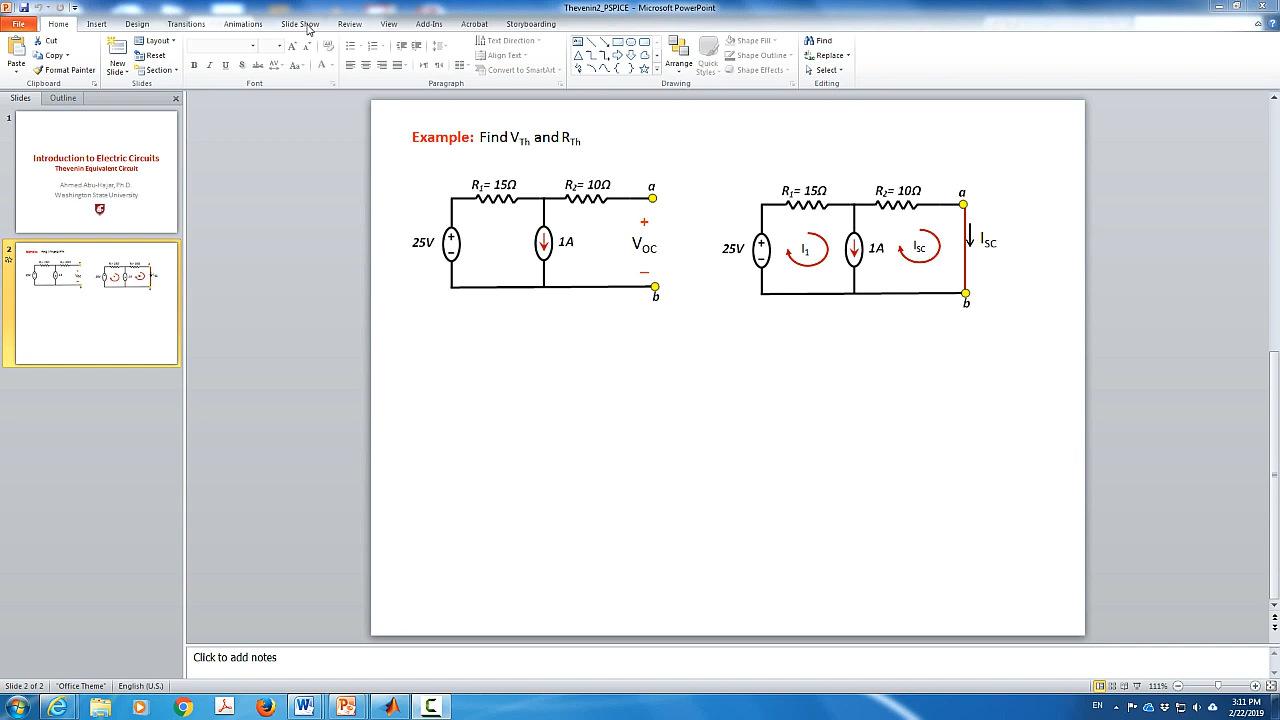 Thevenin2_PSPICE - Microsoft PowerPoint
File Home Insert Design Transitions Animations Slide Show Review View Add-Ins Acrobat Storyboarding
Paste
Cut
Copy
Format Painter
Clipboard
New Slide
Layout
Reset
Section
Slides
B I U S abc AV Aa A
Font
Paragraph
Text Direction
Align Text
Convert to SmartArt
Arrange
Quick Styles
Shape Fill
Shape Outline
Shape Effects
Drawing
Find
Replace
Select
Editing
Slides Outline
1
Introduction to Electric Circuits
Thevenin Equivalent Circuit
Ahmed Abu-Hajar, Ph.D.
Washington State University
2
Example: Find VTh and RTh
R1= 15Ω R2= 10Ω a
25V + − 1A + VOC −
b
R1= 15Ω R2= 10Ω a
25V + − I1 1A ISC ISC
b
Click to add notes
Slide 2 of 2 "Office Theme" English (U.S.) 111%
EN 3:11 PM
2/22/2019